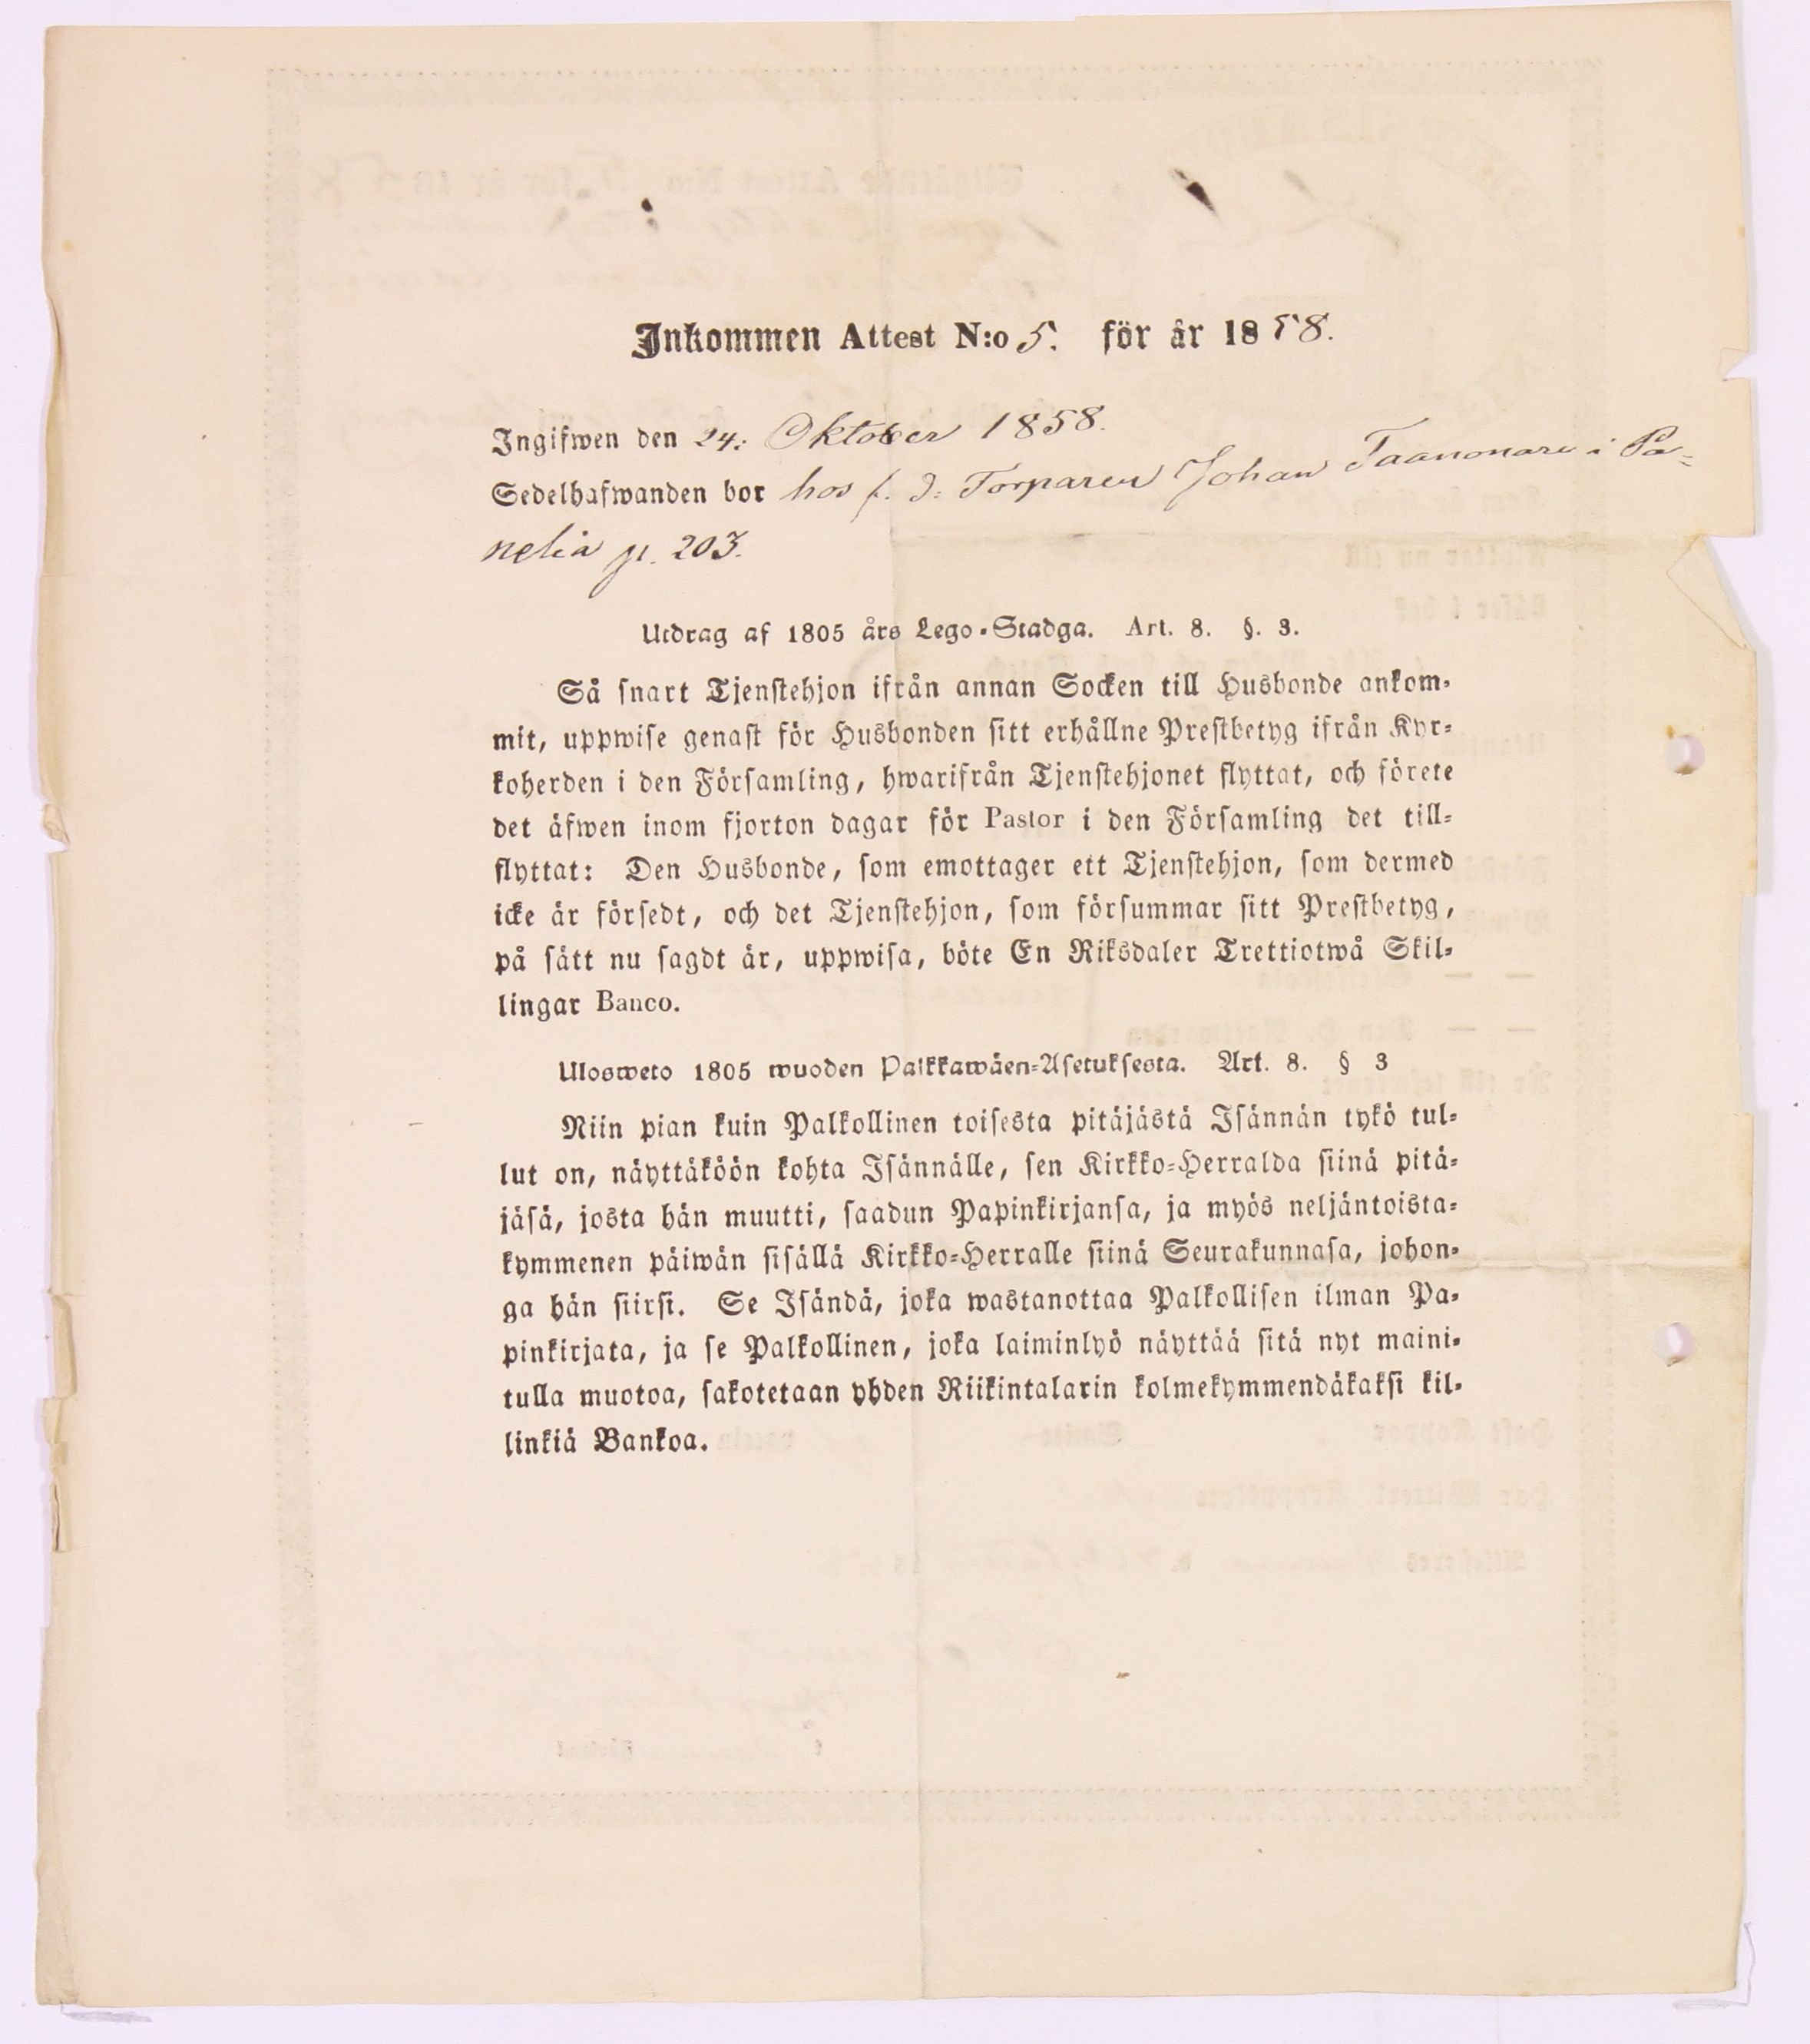 Inkommen Attest N:o 5. för år 1858.
Ingifwen den 24: Oktober 1858.
Sedelhafwanden bor hos f. d: Torparen Johan Taanonare i Pa=
nelia p. 203.
Utdrag af 1805 års Lego-Stadga. Art. 8. §. 3.
Så snart Tjenstehjon ifrån annan Socken till Husbonde ankom-
mit, uppwise genast för Husbonden sitt erhållne Prestbetyg ifrån Kyr-
koherden i den Församling, hwarifrån Tjenstehjonet flyttat, och förete
det äfwen inom fjorton dagar för Pastor i den Församling det till-
flyttat: Den Husbonde, som emottager ett Tjenstehjon, som dermed
icke är försedt, och det Tjenstehjon, som försummar sitt Prestbetyg,
på sätt nu sagdt är, uppwisa, böte En Riksdaler Trettiotwå Skil-
lingar Banco.
Ulosweto 1805 wuoden Palkkawäen-Asetuksesta. Art. 8. § 3
Niin pian kuin Palkollinen toisesta pitäjästä Isännän tykö tul-
lut on, näyttäköön kohta Isännälle, sen Kirkko-Herralda siinä pitä-
jäsä, josta hän muutti, saadun Papinkirjansa, ja myös neljäntoista-
kymmenen päiwän sisällä Kirkko-Herralle siinä Seurakunnasa, johon-
ga hän siirsi. Se Isändä, joka wastanottaa Palkollisen ilman Pa-
pinkirjata, ja se Palkollinen, joka laiminlyö näyttää sitä nyt maini-
tulla muotoa, sakotetaan yhden Riikintalarin kolmekymmendäkaksi kil-
linkiä Bankoa.